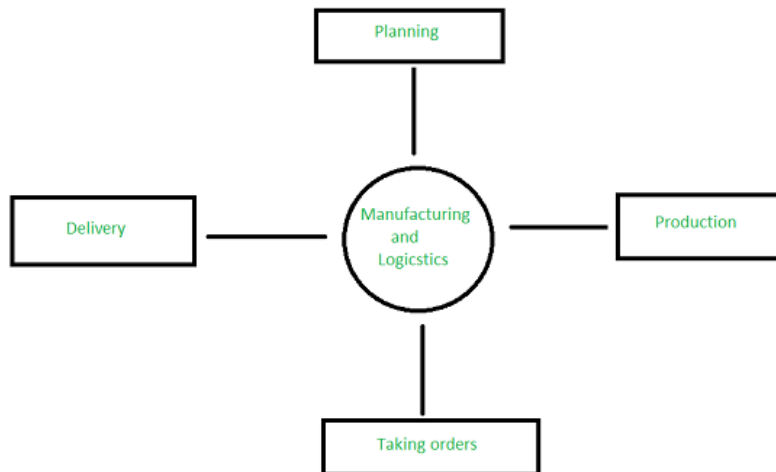 Planning
Delivery
Manufacturing
and
Logicstics
Production
Taking orders